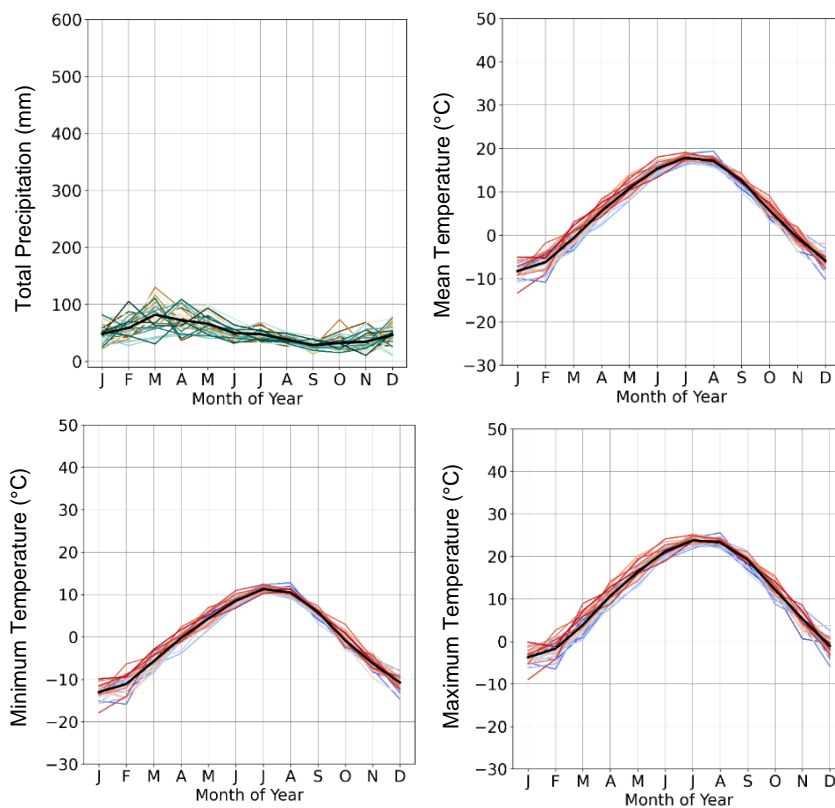 Total Precipitation (mm)
600
500
400
300
200
100
0
J F M A M J J A S O N D
Month of Year
Mean Temperature (°C)
50
40
30
20
10
0
−10
−20
−30
J F M A M J J A S O N D
Month of Year
Minimum Temperature (°C)
50
40
30
20
10
0
−10
−20
−30
J F M A M J J A S O N D
Month of Year
Maximum Temperature (°C)
50
40
30
20
10
0
−10
−20
−30
J F M A M J J A S O N D
Month of Year